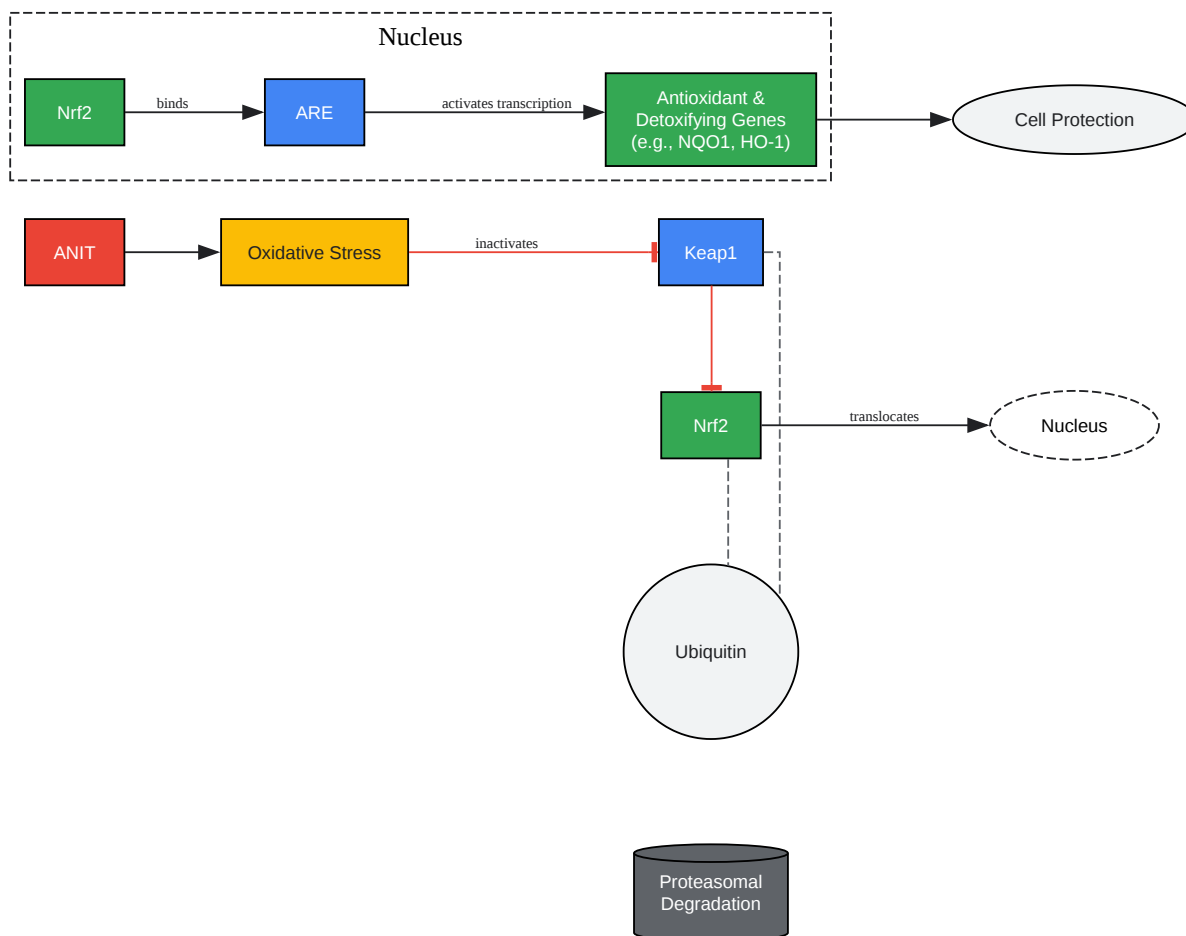 Nucleus
Nrf2
binds
ARE
activates transcription
Antioxidant &
Detoxifying Genes
(e.g., NQO1, HO-1)
Cell Protection
ANIT
Oxidative Stress
inactivates
Keap1
Nrf2
translocates
Nucleus
Ubiquitin
Proteasomal
Degradation